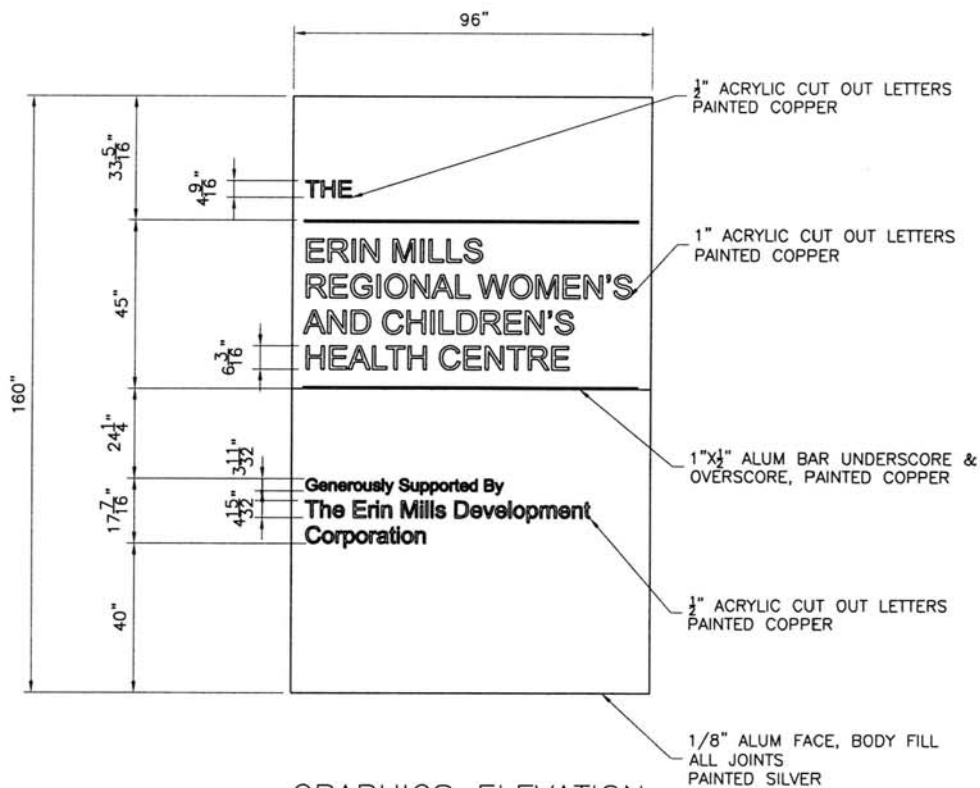 96"
½" ACRYLIC CUT OUT LETTERS
PAINTED COPPER
33 5/16"
4 9/16"
THE
1" ACRYLIC CUT OUT LETTERS
PAINTED COPPER
ERIN MILLS
REGIONAL WOMEN'S
AND CHILDREN'S
HEALTH CENTRE
45"
6 3/16"
160"
24 1/4"
1"X½" ALUM BAR UNDERSCORE &
OVERSCORE, PAINTED COPPER
3 11/32"
Generously Supported By
17 7/16"
4 15/32"
The Erin Mills Development
Corporation
40"
½" ACRYLIC CUT OUT LETTERS
PAINTED COPPER
1/8" ALUM FACE, BODY FILL
ALL JOINTS
PAINTED SILVER
GRAPHICS ELEVATION